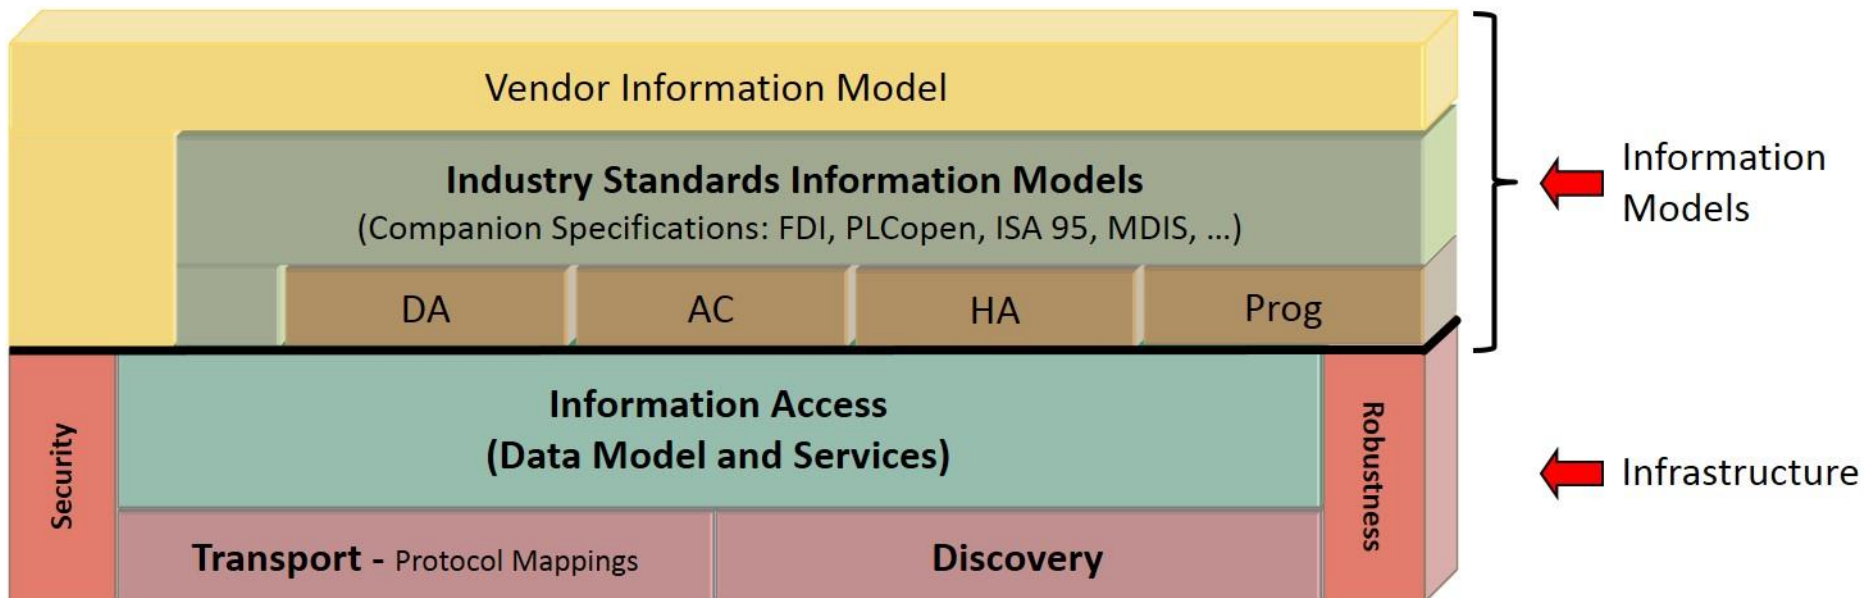 Vendor Information Model
Industry Standards Information Models
(Companion Specifications: FDI, PLCopen, ISA 95, MDIS, ...)
DA
AC
HA
Prog
Information
Models
Security
Information Access
(Data Model and Services)
Robustness
Infrastructure
Transport - Protocol Mappings
Discovery